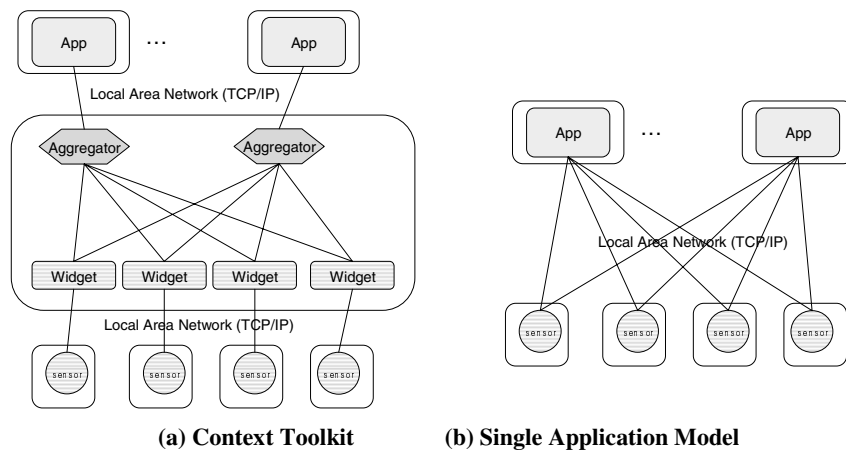 App
...
App
Local Area Network (TCP/IP)
Aggregator
Aggregator
Widget
Widget
Widget
Widget
Local Area Network (TCP/IP)
sensor
sensor
sensor
sensor
(a) Context Toolkit
App
...
App
Local Area Network (TCP/IP)
sensor
sensor
sensor
sensor
(b) Single Application Model